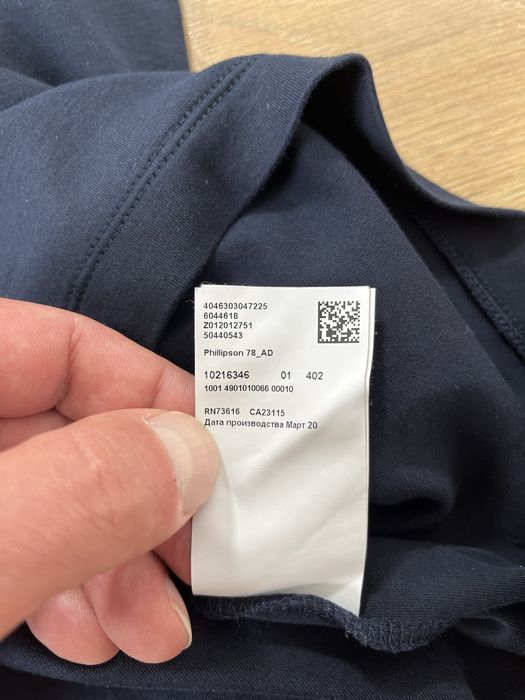 4046303047225
6044618
Z012012751
50440543
Phillipson 78_AD
10216346 01 402
1001 4901010066 00010
RN73616 CA23115
Дата производства Март 20